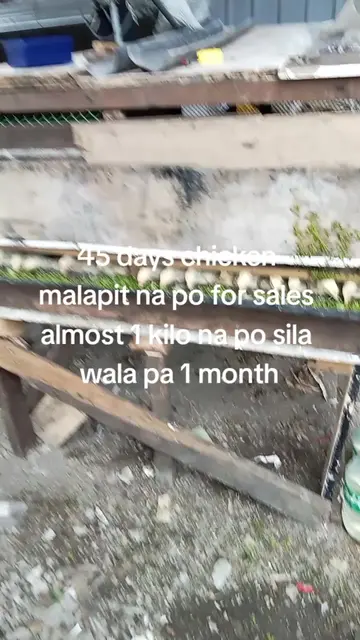 45 days chicken
malapit na po for sales
almost 1 kilo na po sila
wala pa 1 month